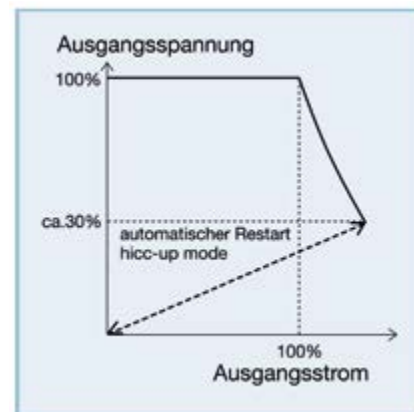 Ausgangsspannung
100%
ca.30%
automatischer Restart
hicc-up mode
100%
Ausgangsstrom